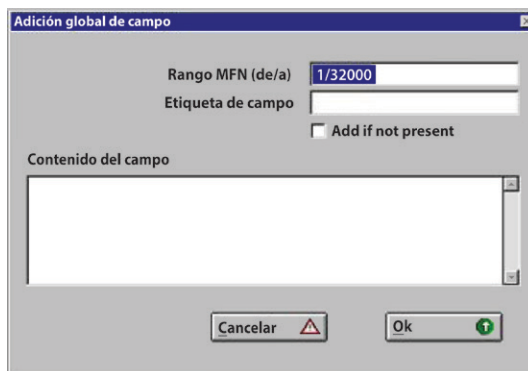 Adición global de campo
Rango MFN (de/a) 1/32000
Etiqueta de campo
Add if not present
Contenido del campo
Cancelar Ok